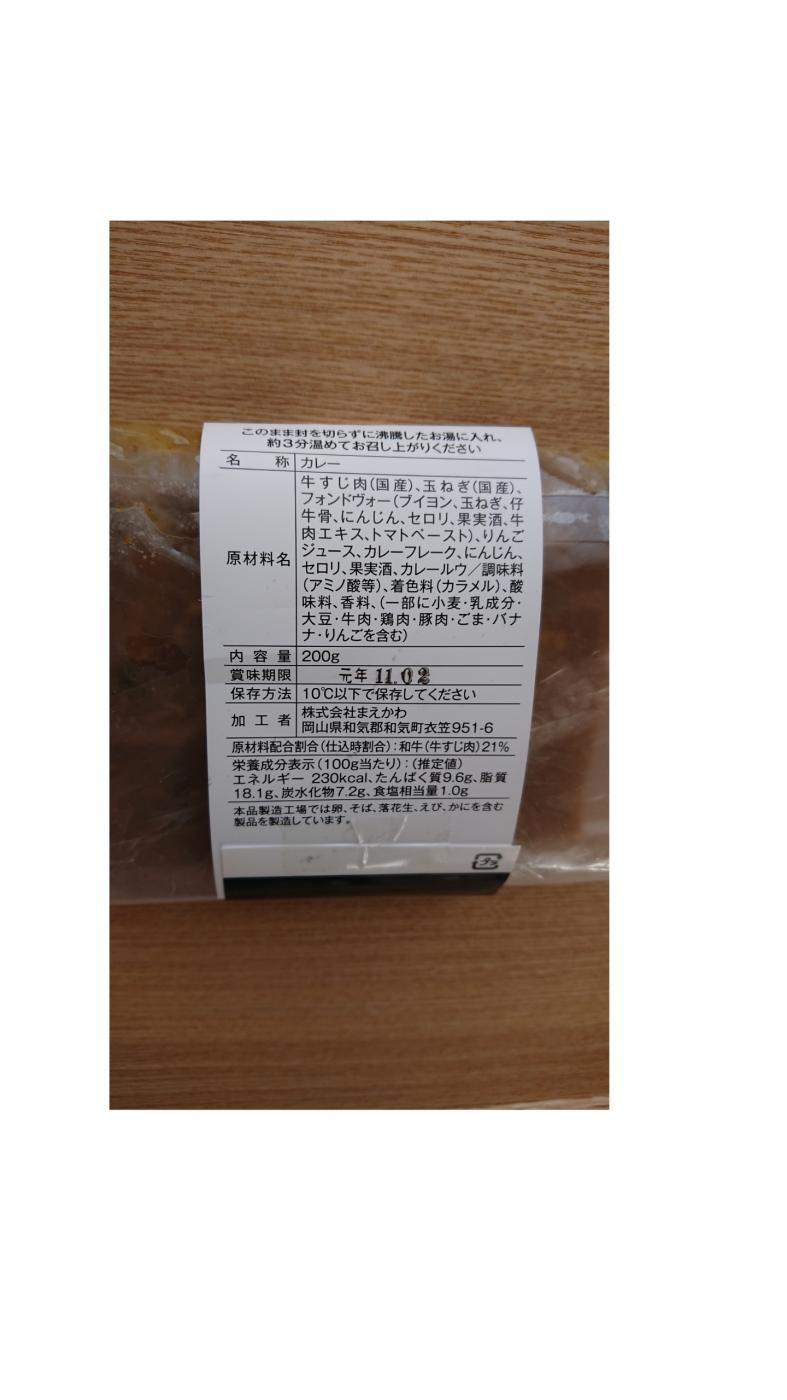 このまま封を切らずに沸騰したお湯に入れ、
約3分温めてお召し上がりください
名称 カレー
原材料名 牛すじ肉(国産)、玉ねぎ(国産)、
フォンドヴォー(ブイヨン、玉ねぎ、仔
牛骨、にんじん、セロリ、果実酒、牛
肉エキス、トマトペースト)、りんご
ジュース、カレーフレーク、にんじん、
セロリ、果実酒、カレールウ/調味料
(アミノ酸等)、着色料(カラメル)、酸
味料、香料、(一部に小麦・乳成分・
大豆・牛肉・鶏肉・豚肉・ごま・バナ
ナ・りんごを含む)
内容量 200g
賞味期限 元年 11.02
保存方法 10℃以下で保存してください
加工者 株式会社まえかわ
岡山県和気郡和気町衣笠951-6
原材料配合割合(仕込時割合):和牛(牛すじ肉)21%
栄養成分表示(100g当たり):(推定値)
エネルギー 230kcal、たんぱく質9.6g、脂質
18.1g、炭水化物7.2g、食塩相当量1.0g
本品製造工場では卵、そば、落花生、えび、かにを含む
製品を製造しています。
プラ